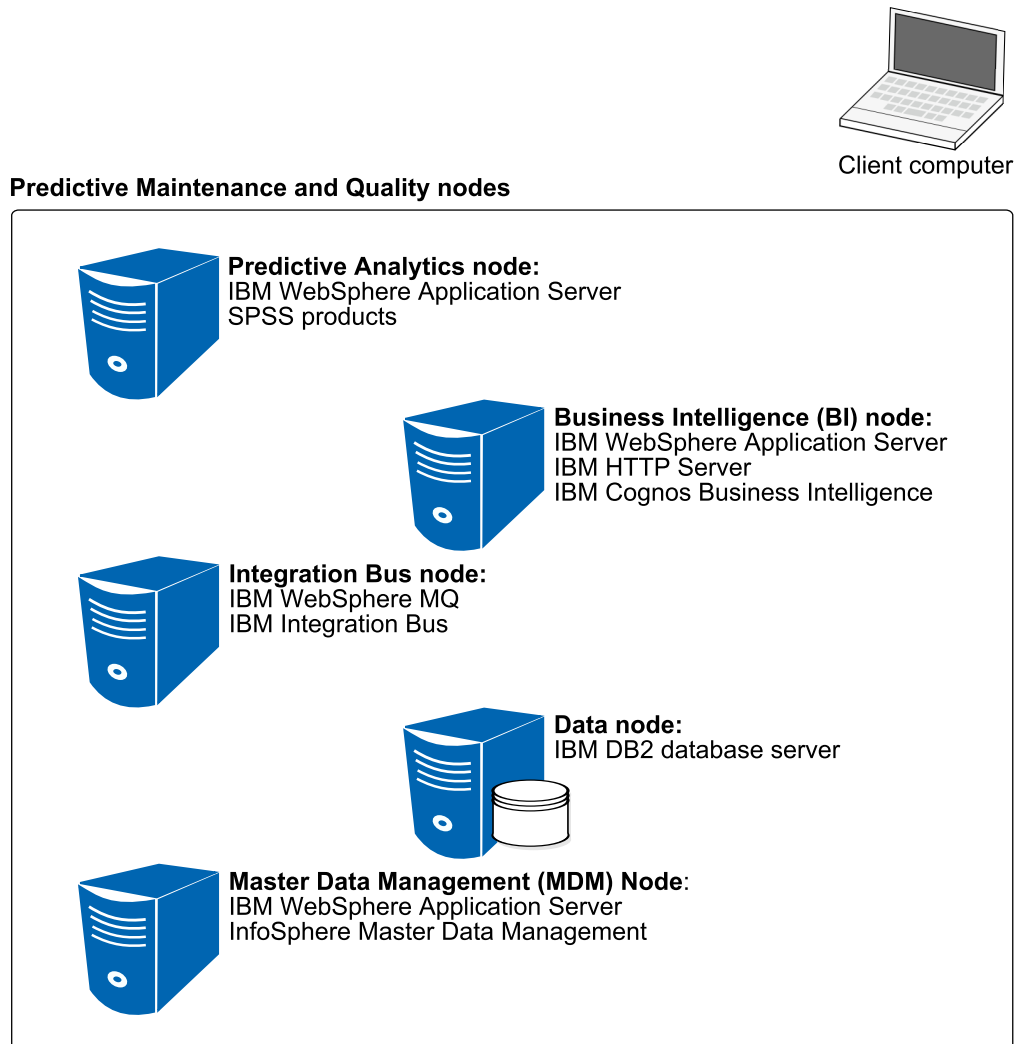 Client computer
Predictive Maintenance and Quality nodes
Predictive Analytics node:
IBM WebSphere Application Server
SPSS products
Business Intelligence (BI) node:
IBM WebSphere Application Server
IBM HTTP Server
IBM Cognos Business Intelligence
Integration Bus node:
IBM WebSphere MQ
IBM Integration Bus
Data node:
IBM DB2 database server
Master Data Management (MDM) Node:
IBM WebSphere Application Server
InfoSphere Master Data Management